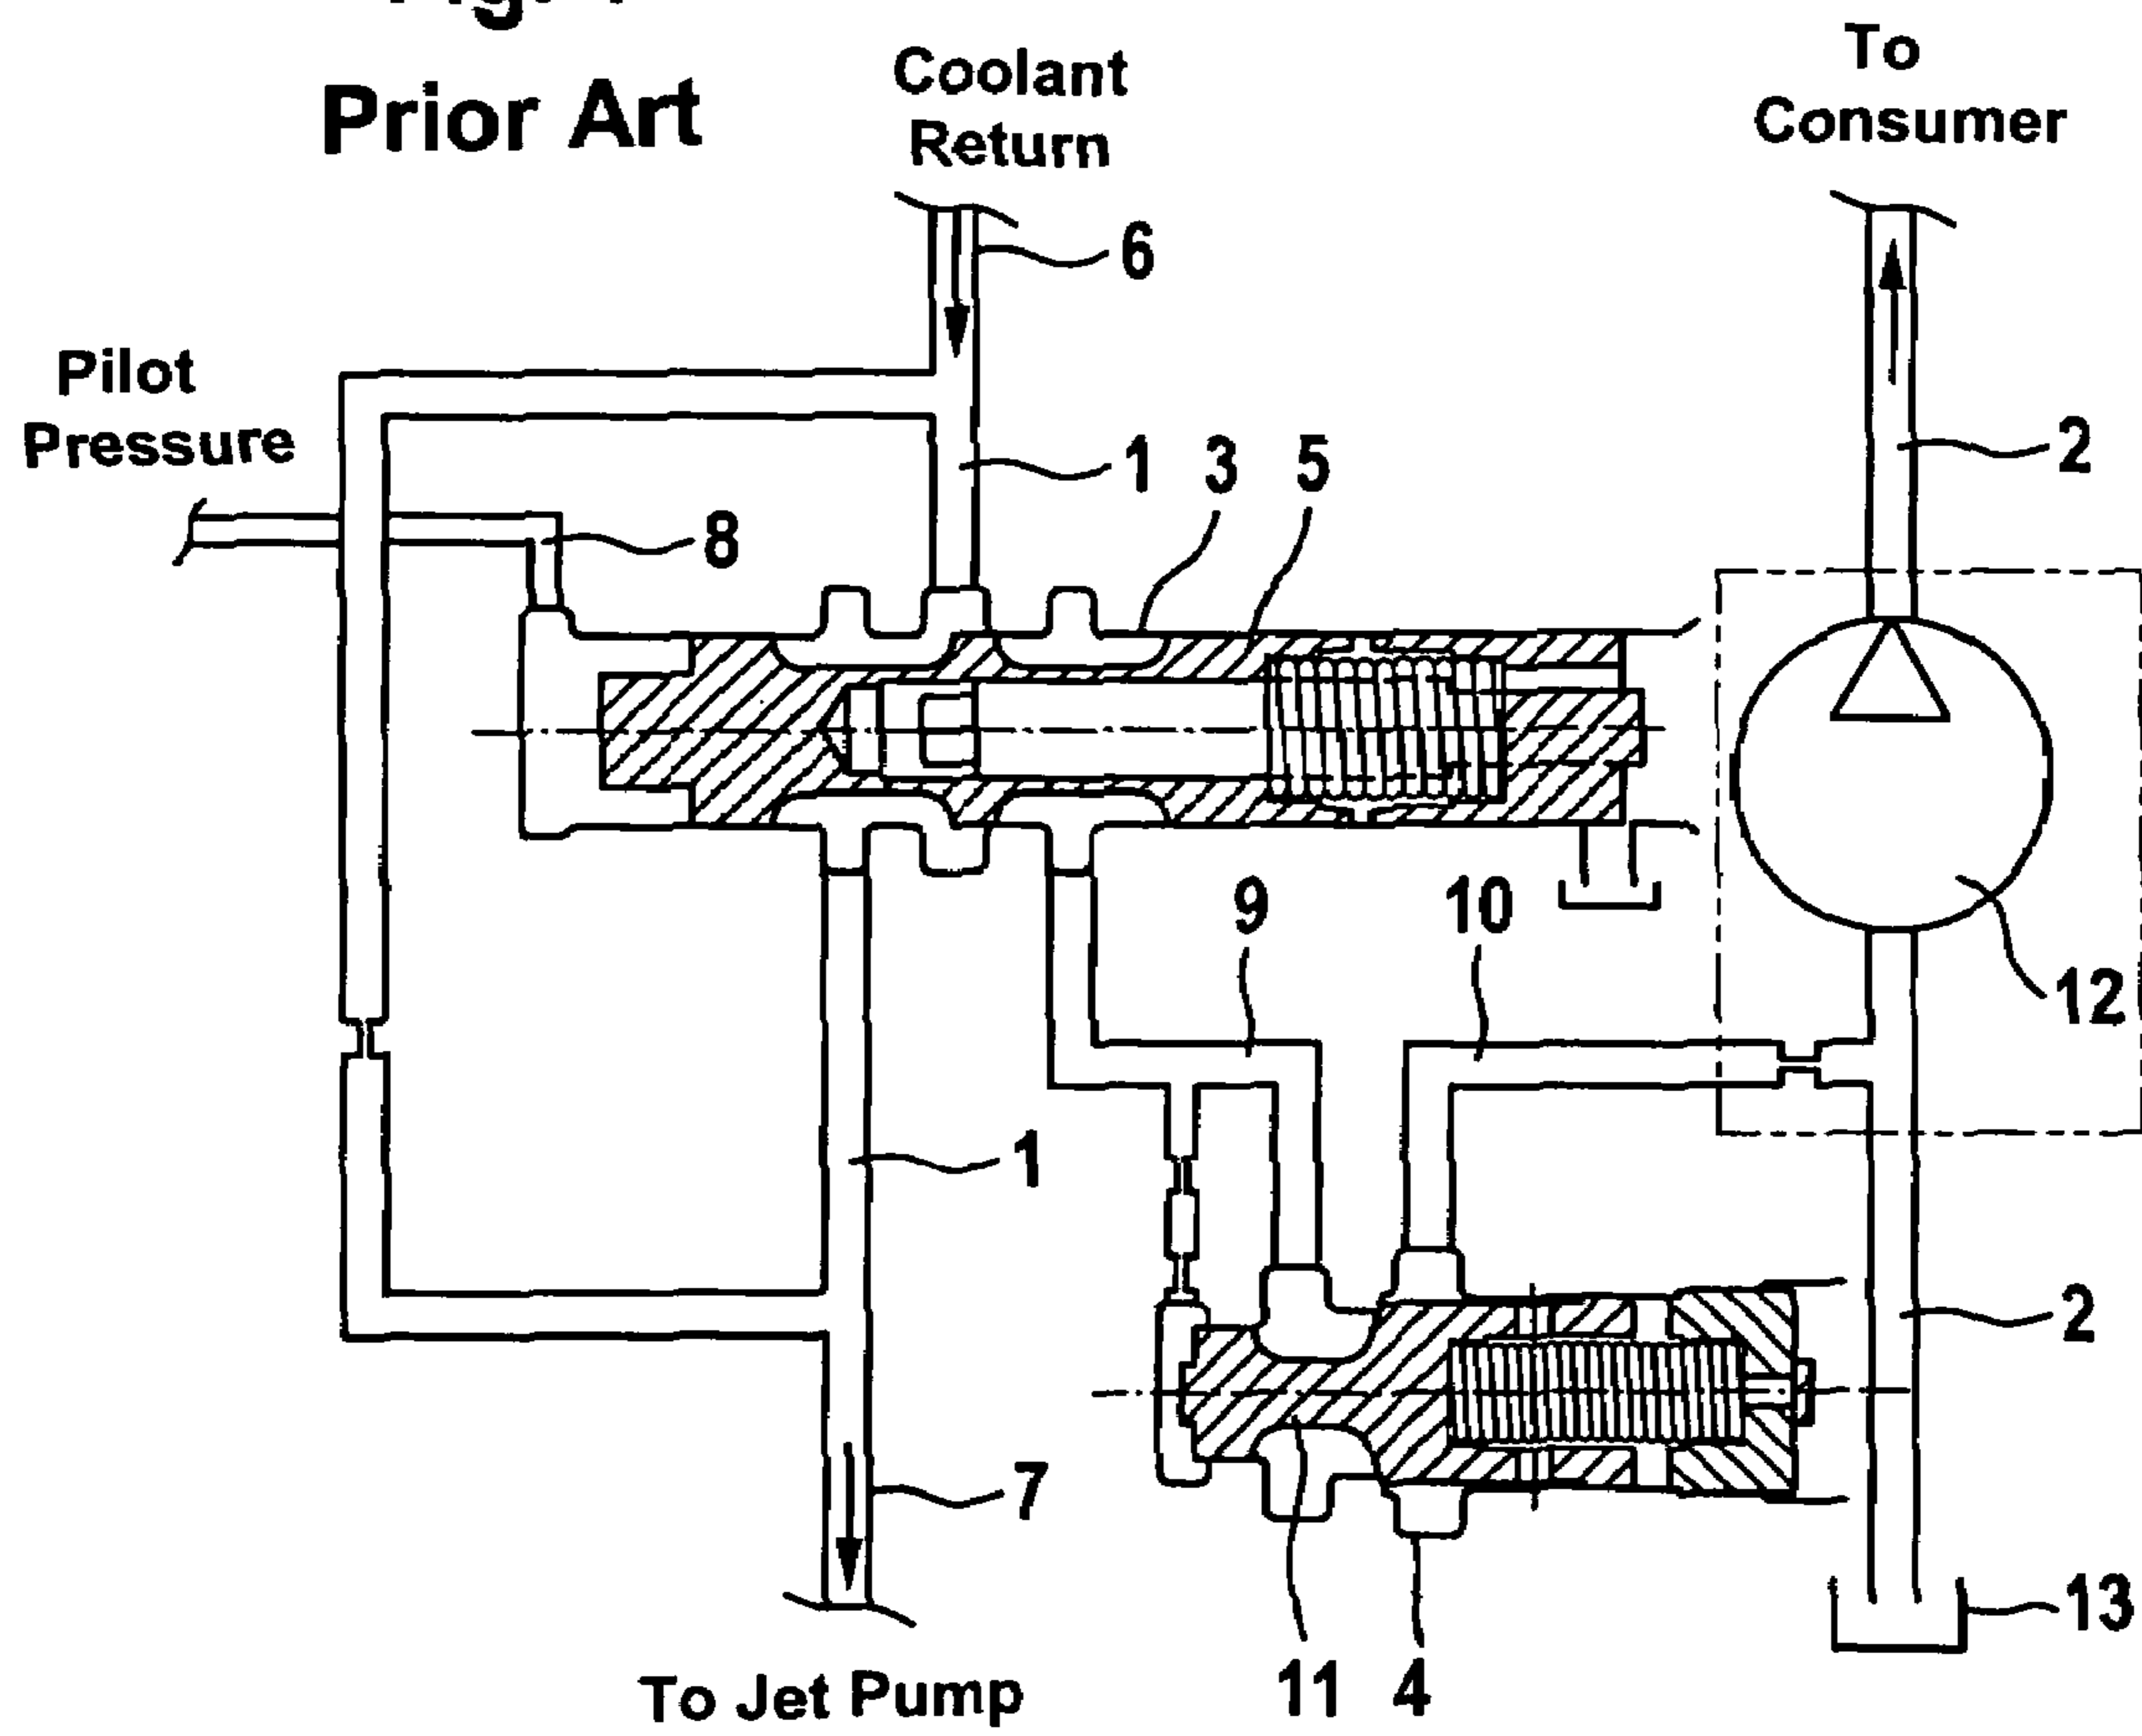 Prior Art
Coolant
Return
To
Consumer
6
Pilot
Pressure
1
3
5
2
8
9
10
12
1
2
7
13
11
4
To Jet Pump